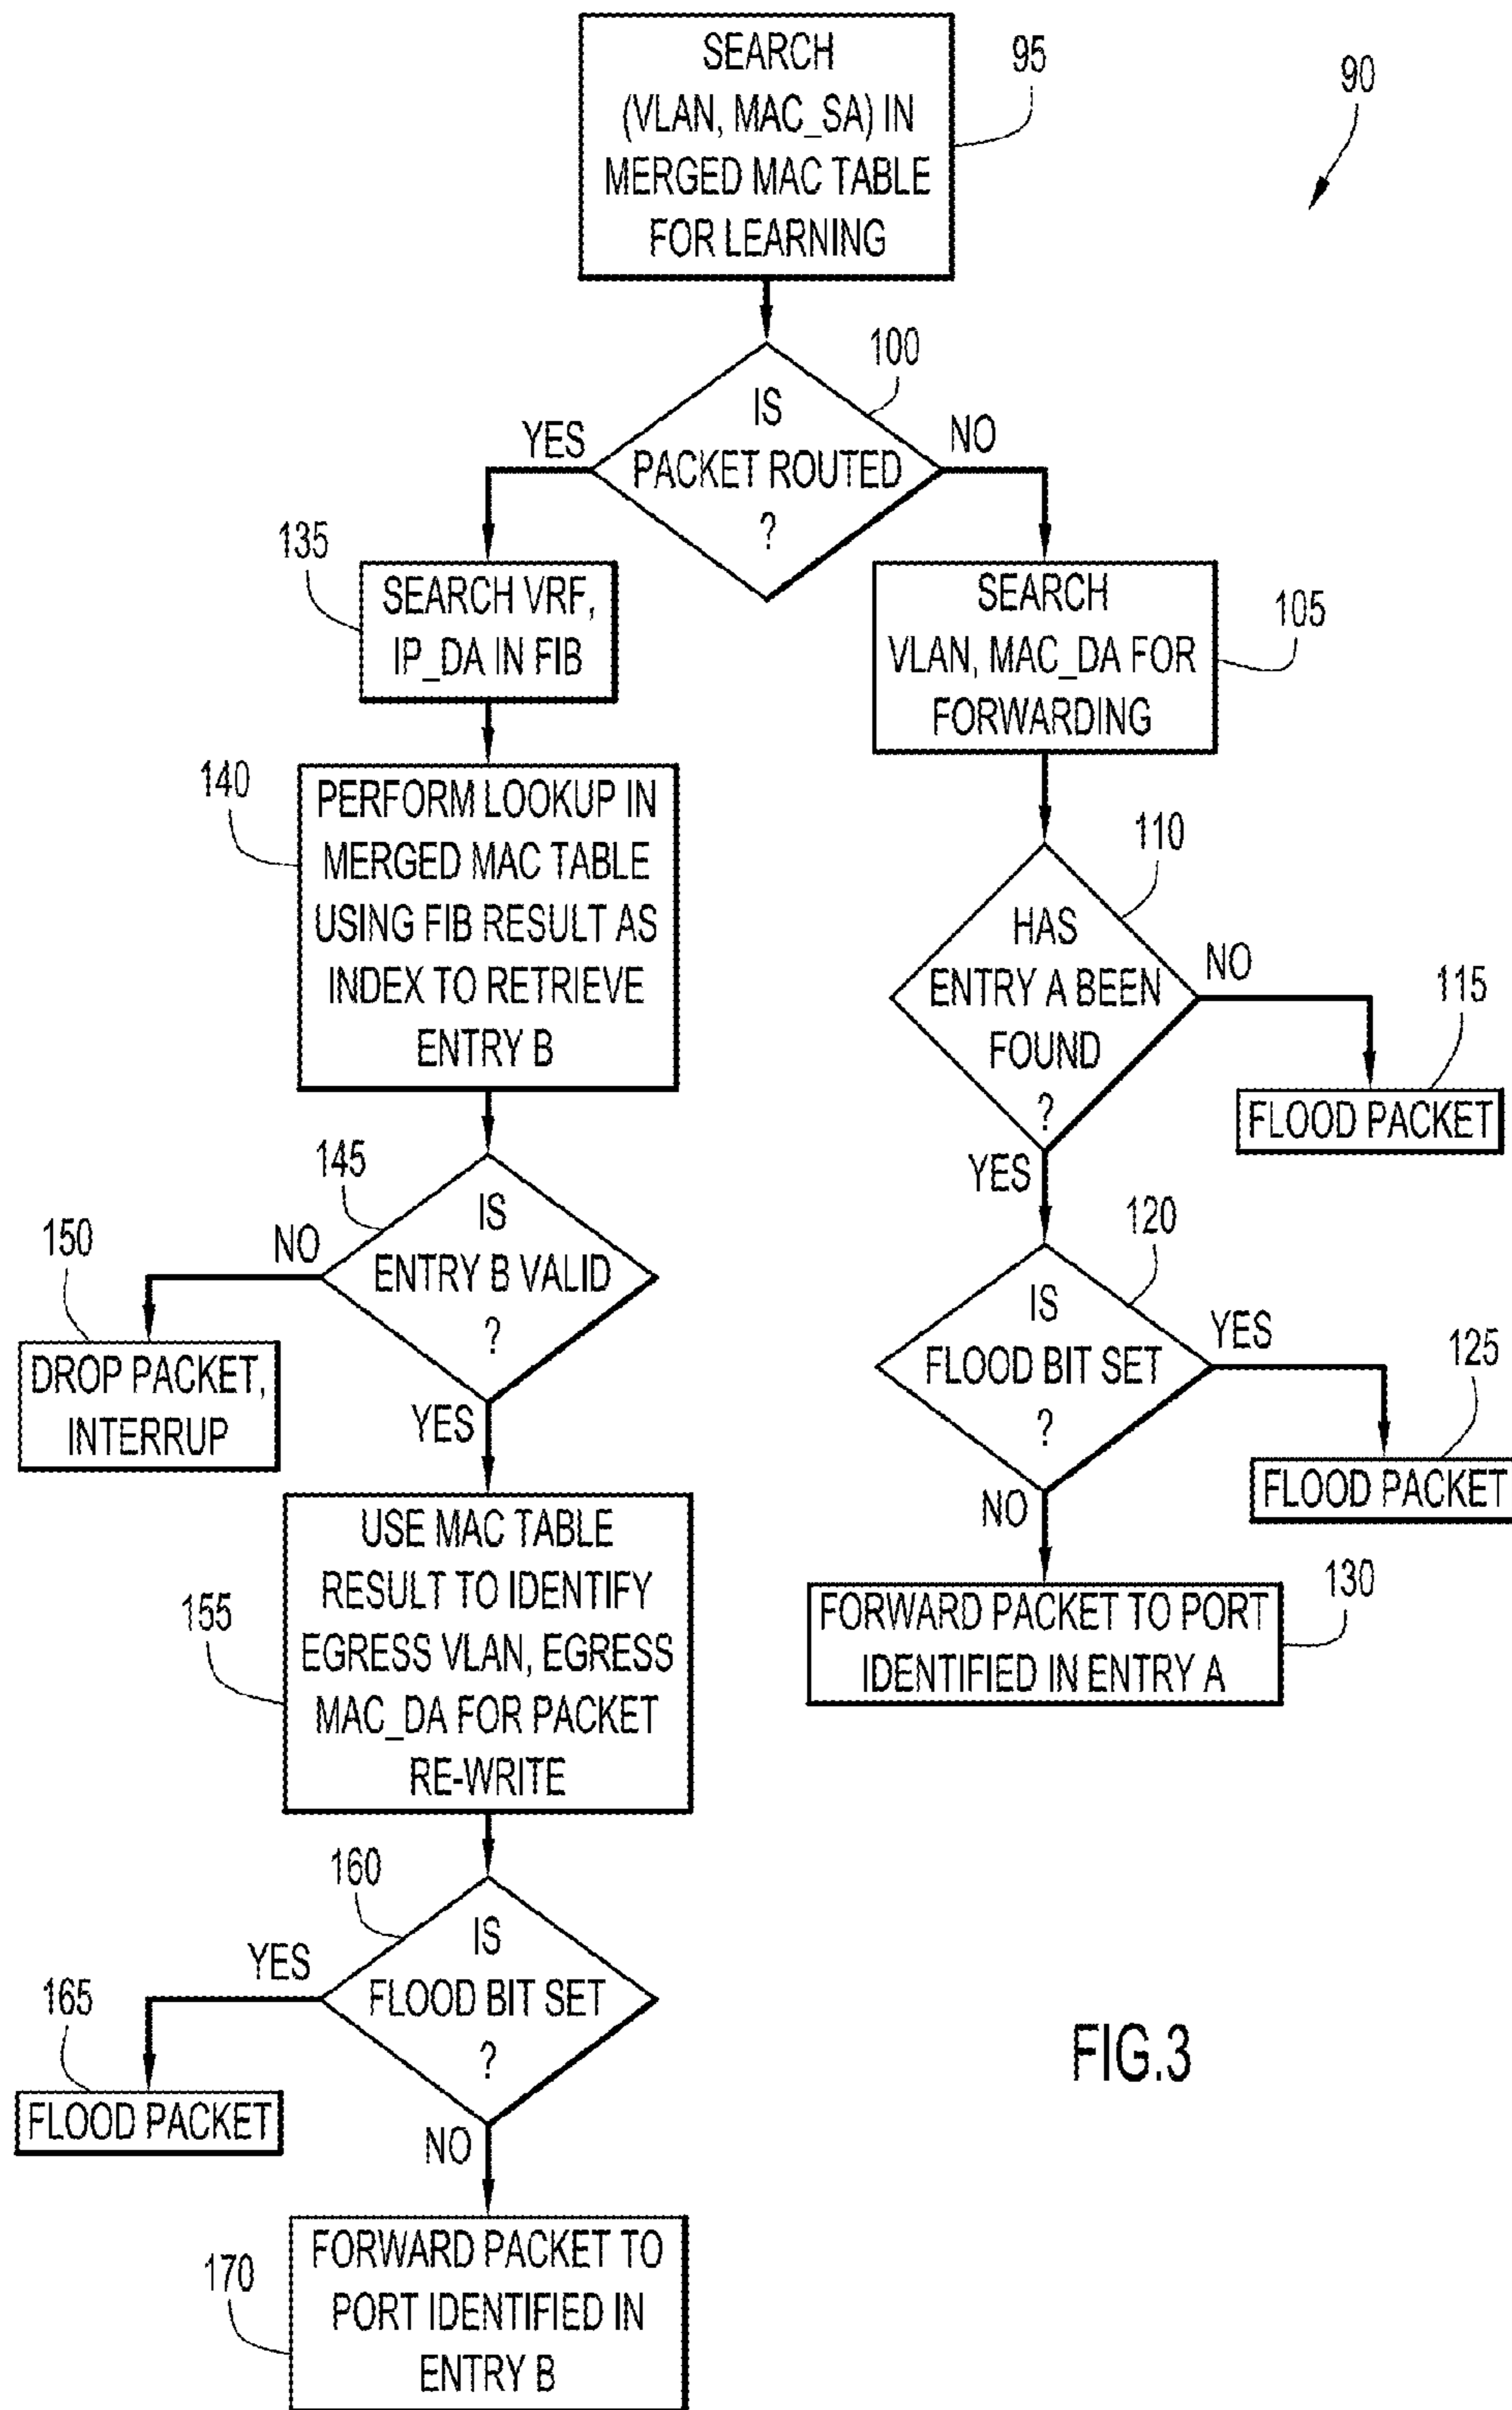 SEARCH
(VLAN, MAC_SA) IN
MERGED MAC TABLE
FOR LEARNING
95
90
100
IS
PACKET ROUTED
?
YES
NO
135
SEARCH VRF,
IP_DA IN FIB
SEARCH
VLAN, MAC_DA FOR
FORWARDING
105
140
PERFORM LOOKUP IN
MERGED MAC TABLE
USING FIB RESULT AS
INDEX TO RETRIEVE
ENTRY B
110
HAS
ENTRY A BEEN
FOUND
?
NO
115
FLOOD PACKET
YES
145
IS
ENTRY B VALID
?
NO
150
DROP PACKET,
INTERRUP
YES
120
IS
FLOOD BIT SET
?
YES
125
FLOOD PACKET
NO
130
FORWARD PACKET TO PORT
IDENTIFIED IN ENTRY A
155
USE MAC TABLE
RESULT TO IDENTIFY
EGRESS VLAN, EGRESS
MAC_DA FOR PACKET
RE-WRITE
160
IS
FLOOD BIT SET
?
YES
165
FLOOD PACKET
NO
170
FORWARD PACKET TO
PORT IDENTIFIED IN
ENTRY B
FIG.3